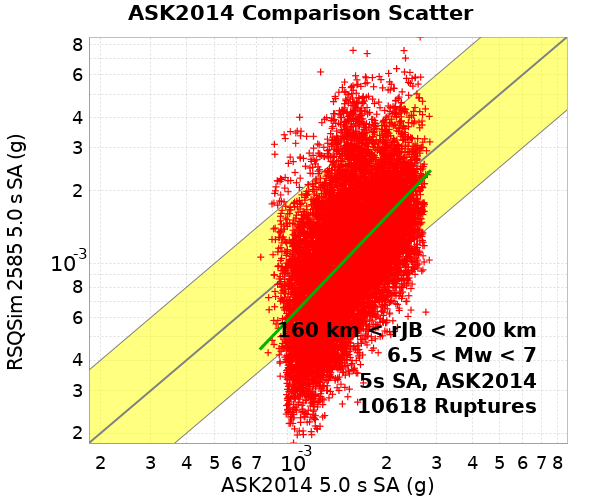 ASK2014 Comparison Scatter
8
6
4
3
2
10-3
8
6
4
3
2
RSQSim 2585 5.0 s SA (g)
160 km < rJB < 200 km
6.5 < Mw < 7
5s SA, ASK2014
10618 Ruptures
2 3 4 5 6 7 10-3 2 3 4 5 6 7 8
ASK2014 5.0 s SA (g)